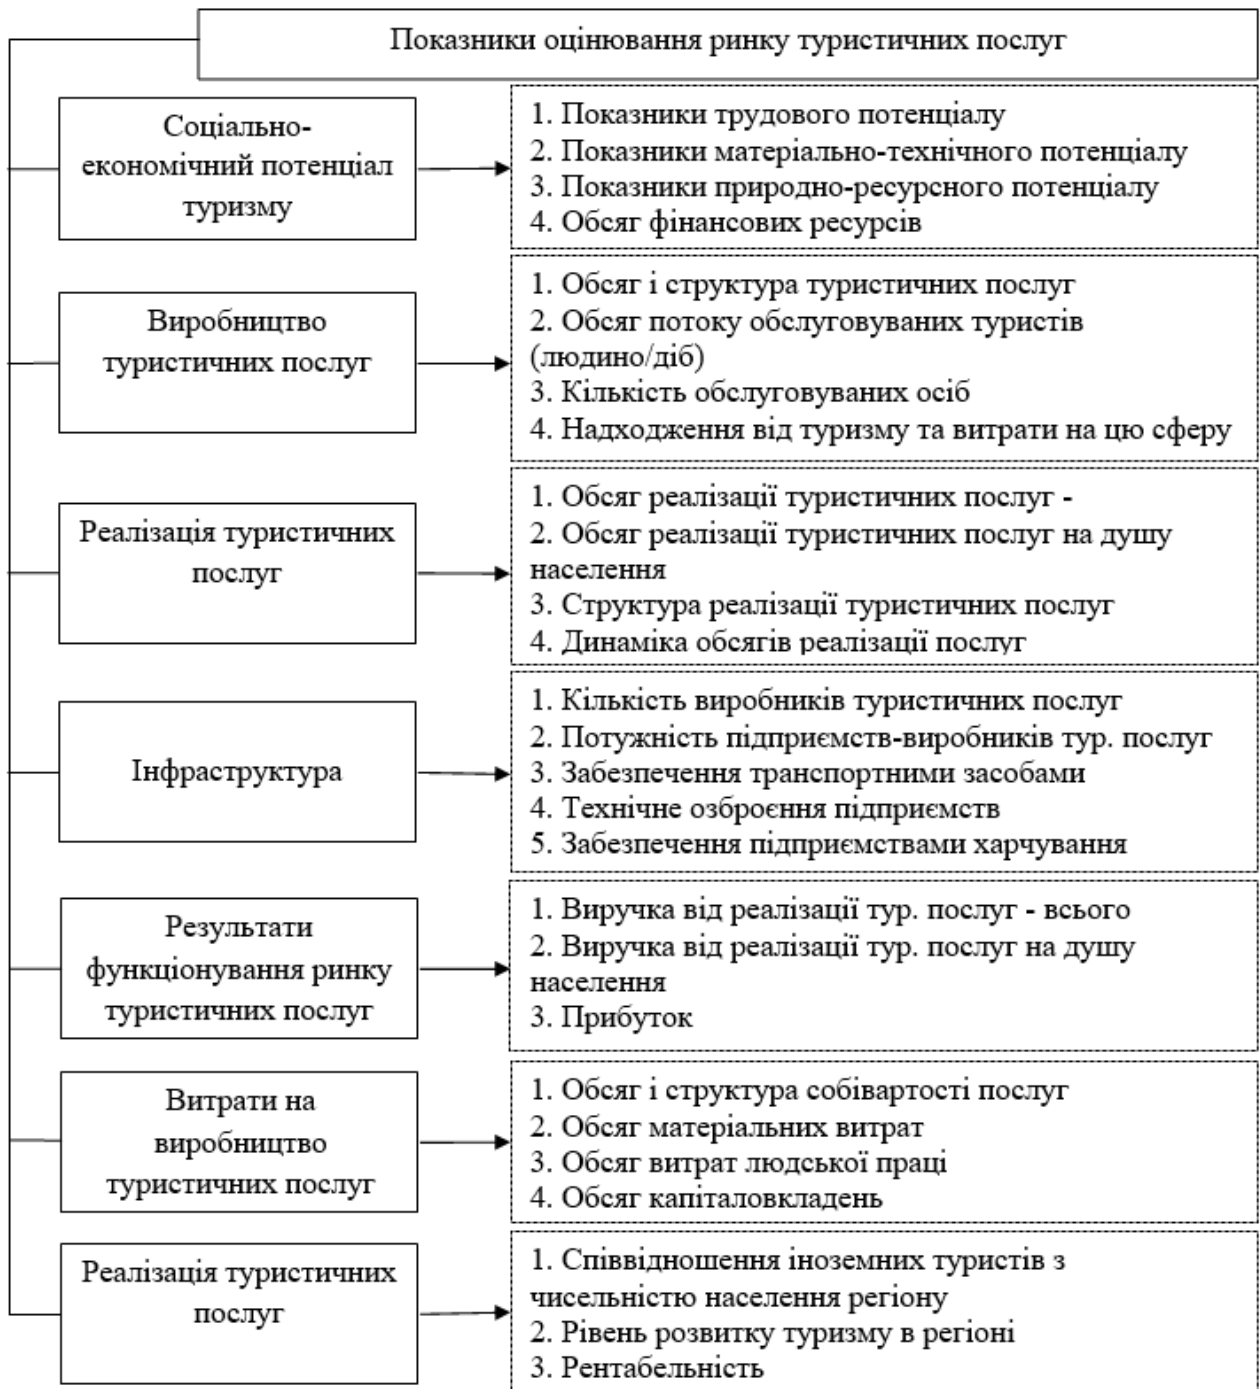 Показники оцінювання ринку туристичних послуг
Соціально-
економічний потенціал
туризму
1. Показники трудового потенціалу
2. Показники матеріально-технічного потенціалу
3. Показники природно-ресурсного потенціалу
4. Обсяг фінансових ресурсів
Виробництво
туристичних послуг
1. Обсяг і структура туристичних послуг
2. Обсяг потоку обслуговуваних туристів
(людино/діб)
3. Кількість обслуговуваних осіб
4. Надходження від туризму та витрати на цю сферу
Реалізація туристичних
послуг
1. Обсяг реалізації туристичних послуг -
2. Обсяг реалізації туристичних послуг на душу
населення
3. Структура реалізації туристичних послуг
4. Динаміка обсягів реалізації послуг
Інфраструктура
1. Кількість виробників туристичних послуг
2. Потужність підприємств-виробників тур. послуг
3. Забезпечення транспортними засобами
4. Технічне озброєння підприємств
5. Забезпечення підприємствами харчування
Результати
функціонування ринку
туристичних послуг
1. Виручка від реалізації тур. послуг - всього
2. Виручка від реалізації тур. послуг на душу
населення
3. Прибуток
Витрати на
виробництво
туристичних послуг
1. Обсяг і структура собівартості послуг
2. Обсяг матеріальних витрат
3. Обсяг витрат людської праці
4. Обсяг капіталовкладень
Реалізація туристичних
послуг
1. Співвідношення іноземних туристів з
чисельністю населення регіону
2. Рівень розвитку туризму в регіоні
3. Рентабельність